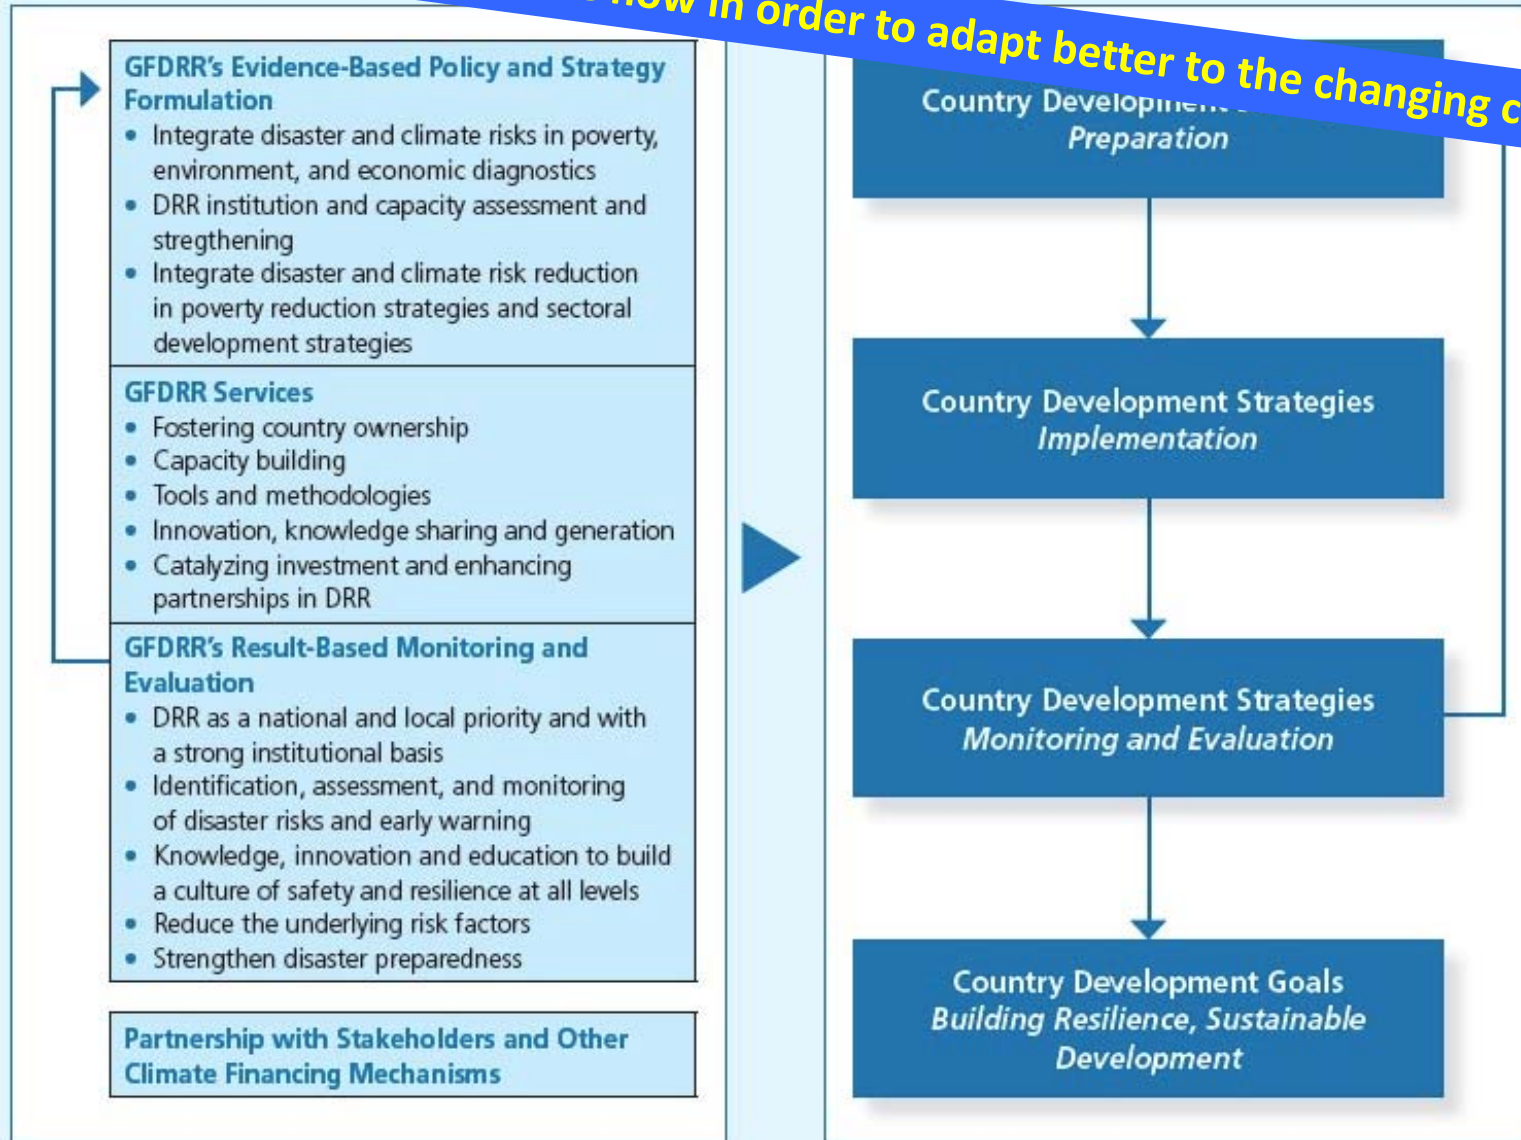 now in order to adapt better to the changing
GFDRR's Evidence-Based Policy and Strategy
Formulation
• Integrate disaster and climate risks in poverty,
environment, and economic diagnostics
• DRR institution and capacity assessment and
stregthening
• Integrate disaster and climate risk reduction
in poverty reduction strategies and sectoral
development strategies
GFDRR Services
• Fostering country ownership
• Capacity building
• Tools and methodologies
• Innovation, knowledge sharing and generation
• Catalyzing investment and enhancing
partnerships in DRR
GFDRR's Result-Based Monitoring and
Evaluation
• DRR as a national and local priority and with
a strong institutional basis
• Identification, assessment, and monitoring
of disaster risks and early warning
• Knowledge, innovation and education to build
a culture of safety and resilience at all levels
• Reduce the underlying risk factors
• Strengthen disaster preparedness
Partnership with Stakeholders and Other
Climate Financing Mechanisms
Country Development
Preparation
Country Development Strategies
Implementation
Country Development Strategies
Monitoring and Evaluation
Country Development Goals
Building Resilience, Sustainable
Development